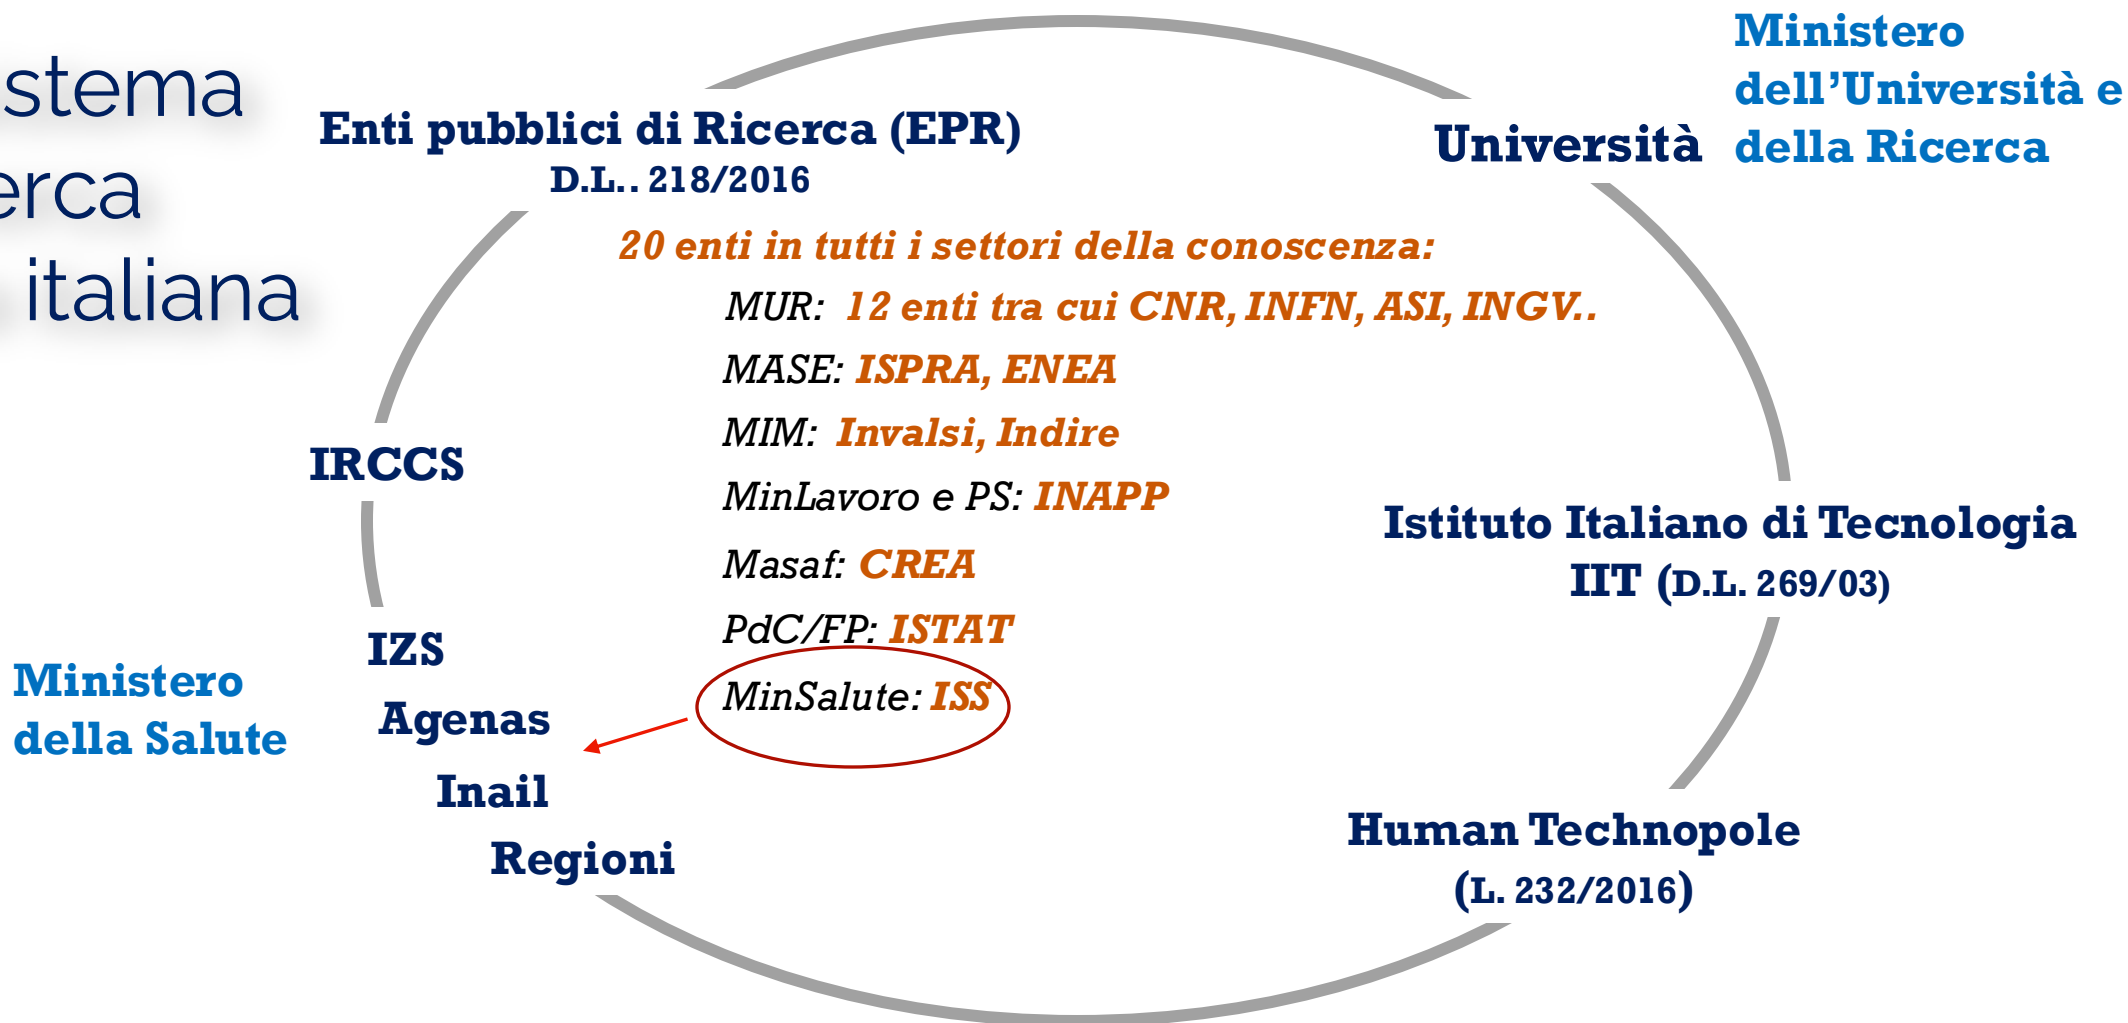 stema
erca
italiana
Enti pubblici di Ricerca (EPR)
D.L.. 218/2016
Università
Ministero
dell’Università e
della Ricerca
20 enti in tutti i settori della conoscenza:
MUR: 12 enti tra cui CNR, INFN, ASI, INGV..
MASE: ISPRA, ENEA
MIM: Invalsi, Indire
MinLavoro e PS: INAPP
Masaf: CREA
PdC/FP: ISTAT
MinSalute: ISS
IRCCS
IZS
Agenas
Inail
Regioni
Ministero
della Salute
Istituto Italiano di Tecnologia
IIT (D.L. 269/03)
Human Technopole
(L. 232/2016)